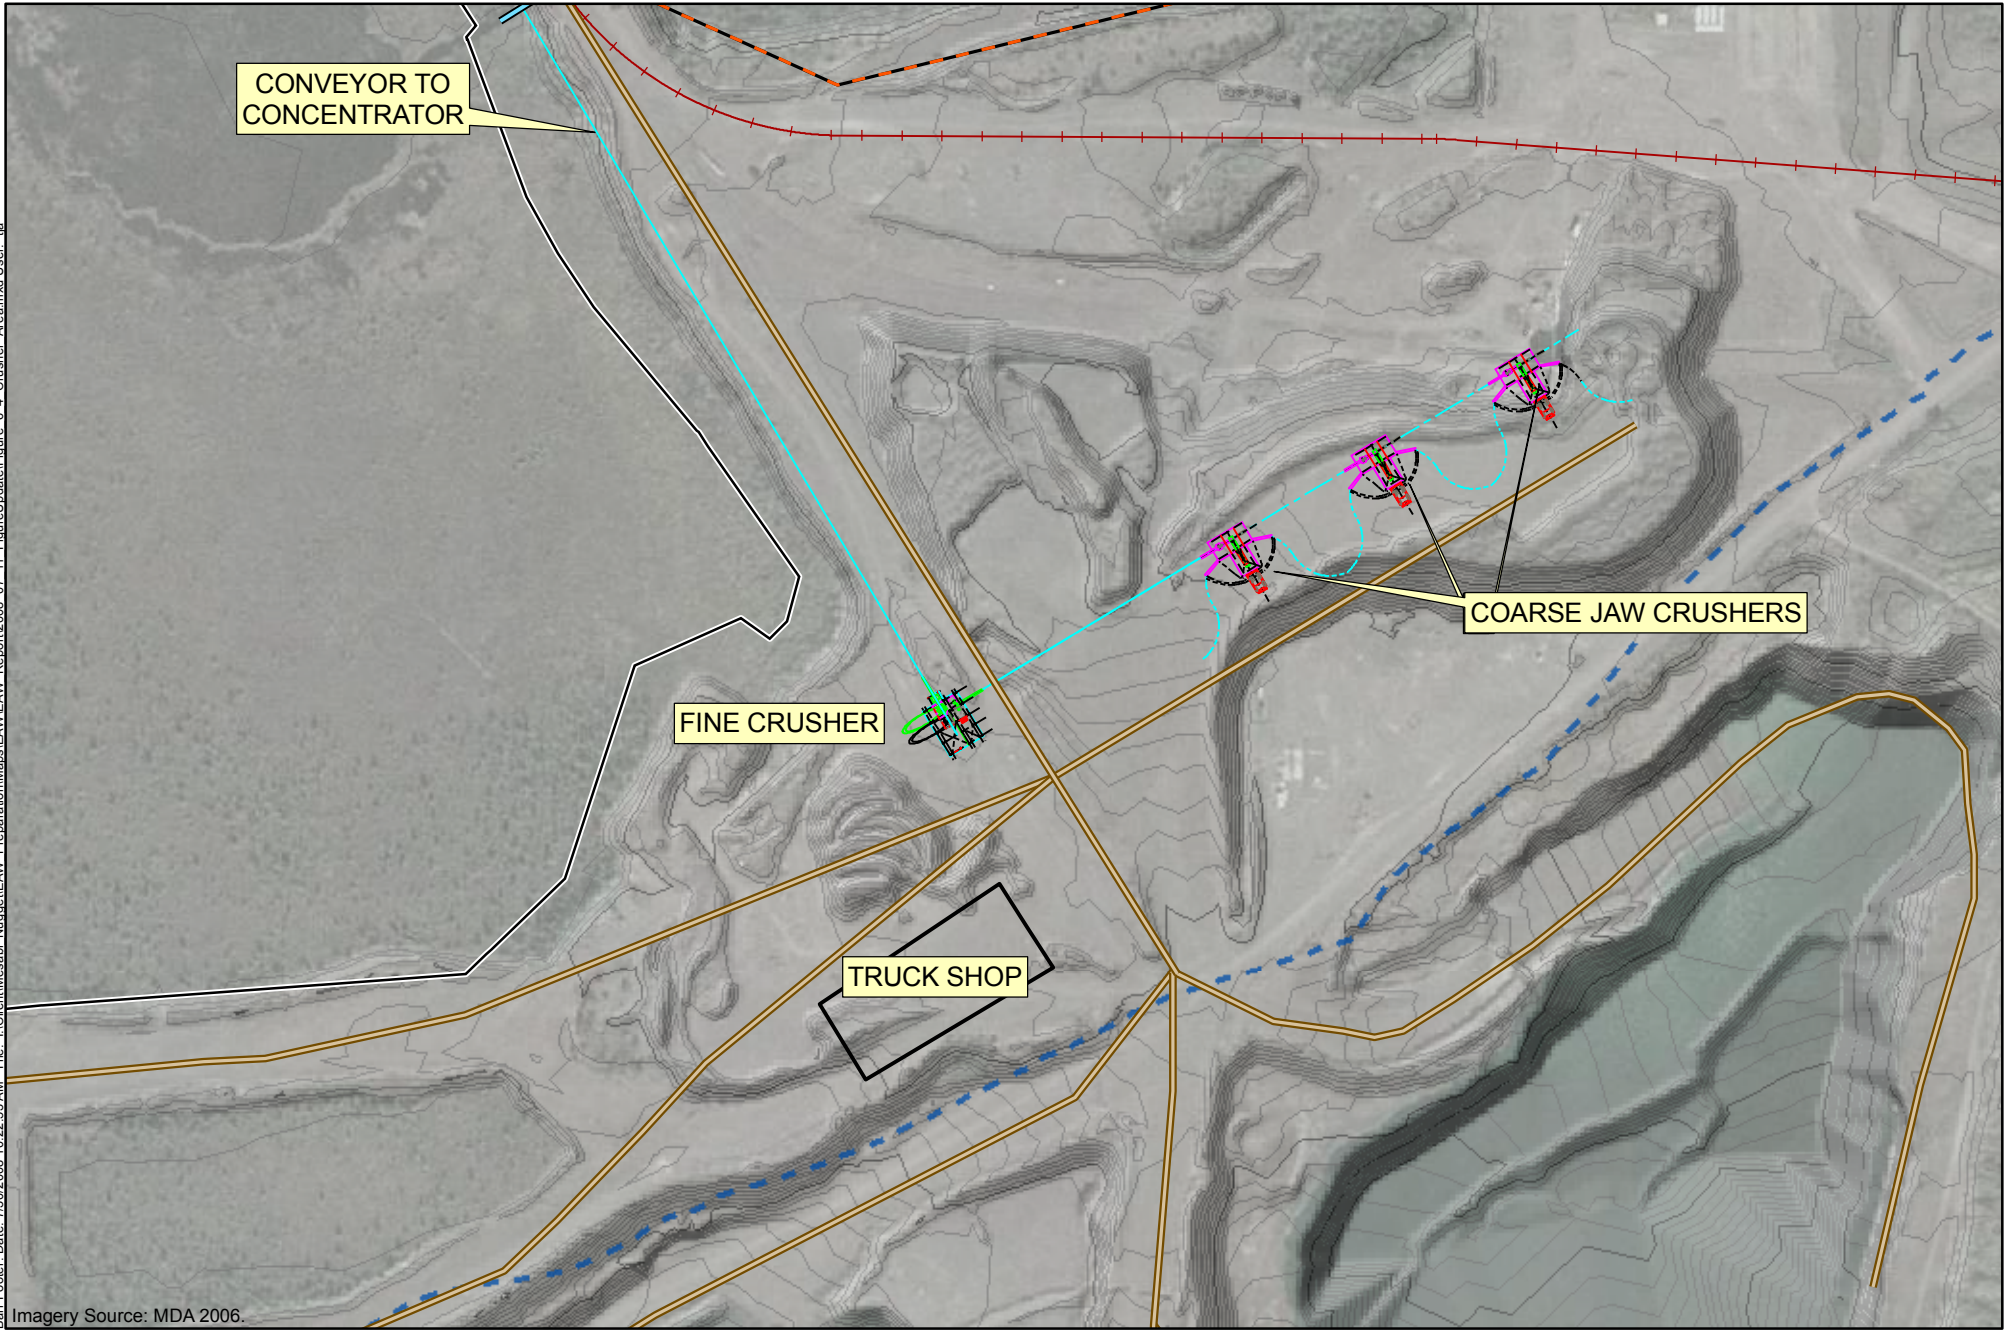 CONVEYOR TO
CONCENTRATOR
COARSE JAW CRUSHERS
FINE CRUSHER
TRUCK SHOP
Imagery Source: MDA 2006.